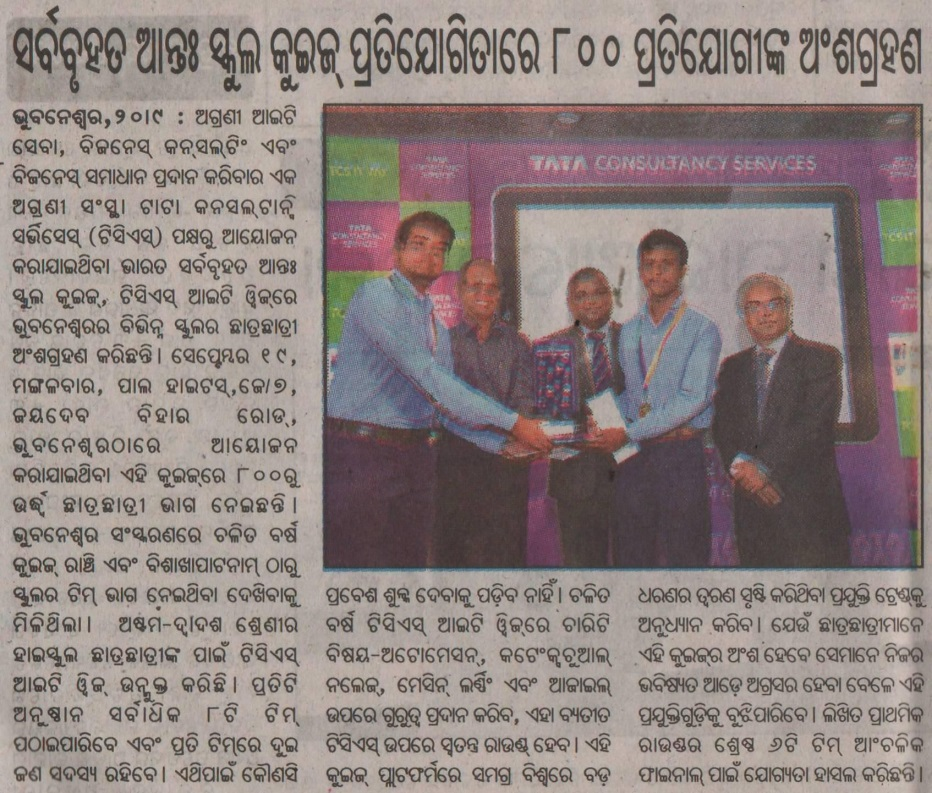 ସର୍ବବୃହତ ଆନ୍ତଃ ସ୍କୁଲ କୁଇଜ୍ ପ୍ରତିଯୋଗିତାରେ ୮୦୦ ପ୍ରତିଯୋଗୀଙ୍କ ଅଂଶଗ୍ରହଣ
ଭୁବନେଶ୍ୱର,୨୦।୯ : ଅଗ୍ରଣୀ ଆଇଟି
ସେବା, ବିଜନେସ୍ କନ୍‌ସଲ୍‌ଟିଂ ଏବଂ
ବିଜନେସ୍ ସମାଧାନ ପ୍ରଦାନ କରିବାର ଏକ
ଅଗ୍ରଣୀ ସଂସ୍ଥା ଟାଟା କନସଲ୍‌ଟାନ୍ସି
ସର୍ଭିସେସ୍ (ଟିସିଏସ୍) ପକ୍ଷରୁ ଆୟୋଜନ
କରାଯାଇଥିବା ଭାରତ ସର୍ବବୃହତ ଆନ୍ତଃ
ସ୍କୁଲ କୁଇଜ୍, ଟିସିଏସ୍ ଆଇଟି ୱିଜ୍‌ରେ
ଭୁବନେଶ୍ୱରର ବିଭିନ୍ନ ସ୍କୁଲର ଛାତ୍ରଛାତ୍ରୀ
ଅଂଶଗ୍ରହଣ କରିଛନ୍ତି। ସେପ୍ଟେମ୍ବର ୧୯,
ମଙ୍ଗଳବାର, ପାଲ ହାଇଟସ୍,ଜେ/୭,
ଜୟଦେବ ବିହାର ରୋଡ୍,
ଭୁବନେଶ୍ୱରଠାରେ ଆୟୋଜନ
କରାଯାଇଥିବା ଏହି କୁଇଜ୍‌ରେ ୮୦୦ରୁ
ଉର୍ଦ୍ଧ୍ୱ ଛାତ୍ରଛାତ୍ରୀ ଭାଗ ନେଇଛନ୍ତି।
ଭୁବନେଶ୍ୱର ସଂସ୍କରଣରେ ଚଳିତ ବର୍ଷ
କୁଇଜ୍ ରାଞ୍ଚି ଏବଂ ବିଶାଖାପାଟନାମ୍ ଠାରୁ
ସ୍କୁଲର ଟିମ୍ ଭାଗ ନେଇଥିବା ଦେଖିବାକୁ
ମିଳିଥିଲା। ଅଷ୍ଟମ-ଦ୍ୱାଦଶ ଶ୍ରେଣୀର
ହାଇସ୍କୁଲ ଛାତ୍ରଛାତ୍ରୀଙ୍କ ପାଇଁ ଟିସିଏସ୍
ଆଇଟି ୱିଜ୍ ଉନ୍ମୁକ୍ତ କରିଛି। ପ୍ରତିଟି
ଅନୁଷ୍ଠାନ ସର୍ବାଧିକ ୮ଟି ଟିମ୍
ପଠାଇପାରିବେ ଏବଂ ପ୍ରତି ଟିମ୍‌ରେ ଦୁଇ
ଜଣ ସଦସ୍ୟ ରହିବେ। ଏଥିପାଇଁ କୌଣସି
TATA CONSULTANCY SERVICES
ପ୍ରବେଶ ଶୁଳ୍କ ଦେବାକୁ ପଡ଼ିବ ନାହିଁ। ଚଳିତ
ବର୍ଷ ଟିସିଏସ୍ ଆଇଟି ୱିଜ୍‌ରେ ଚାରିଟି
ବିଷୟ-ଅଟୋମେସନ୍, କଟେଂକ୍ଚୁଆଲ୍
ନଲେଜ୍, ମେସିନ୍ ଲର୍ଣ୍ଣିଂ ଏବଂ ଆଜାଇଲ୍
ଉପରେ ଗୁରୁତ୍ୱ ପ୍ରଦାନ କରିବ, ଏହା ବ୍ୟତୀତ
ଟିସିଏସ୍ ଉପରେ ସ୍ୱତନ୍ତ୍ର ରାଉଣ୍ଡ ହେବ। ଏହି
କୁଇଜ୍ ପ୍ଲାଟଫର୍ମରେ ସମଗ୍ର ବିଶ୍ୱରେ ବଡ଼
ଧରଣର ତ୍ୱରଣ ସୃଷ୍ଟି କରିଥିବା ପ୍ରଯୁକ୍ତି ଟ୍ରେଣ୍ଡକୁ
ଅନୁଧ୍ୟାନ କରିବ। ଯେଉଁ ଛାତ୍ରଛାତ୍ରୀମାନେ
ଏହି କୁଇଜ୍‌ର ଅଂଶ ହେବେ ସେମାନେ ନିଜର
ଭବିଷ୍ୟତ ଆଡ଼େ ଅଗ୍ରସର ହେବା ବେଳେ ଏହି
ପ୍ରଯୁକ୍ତିଗୁଡ଼ିକୁ ବୁଝିପାରିବେ। ଲିଖିତ ପ୍ରାଥମିକ
ରାଉଣ୍ଡର ଶ୍ରେଷ୍ଠ ୬ଟି ଟିମ୍ ଆଂଚଳିକ
ଫାଇନାଲ୍ ପାଇଁ ଯୋଗ୍ୟତା ହାସଲ କରିଛନ୍ତି।